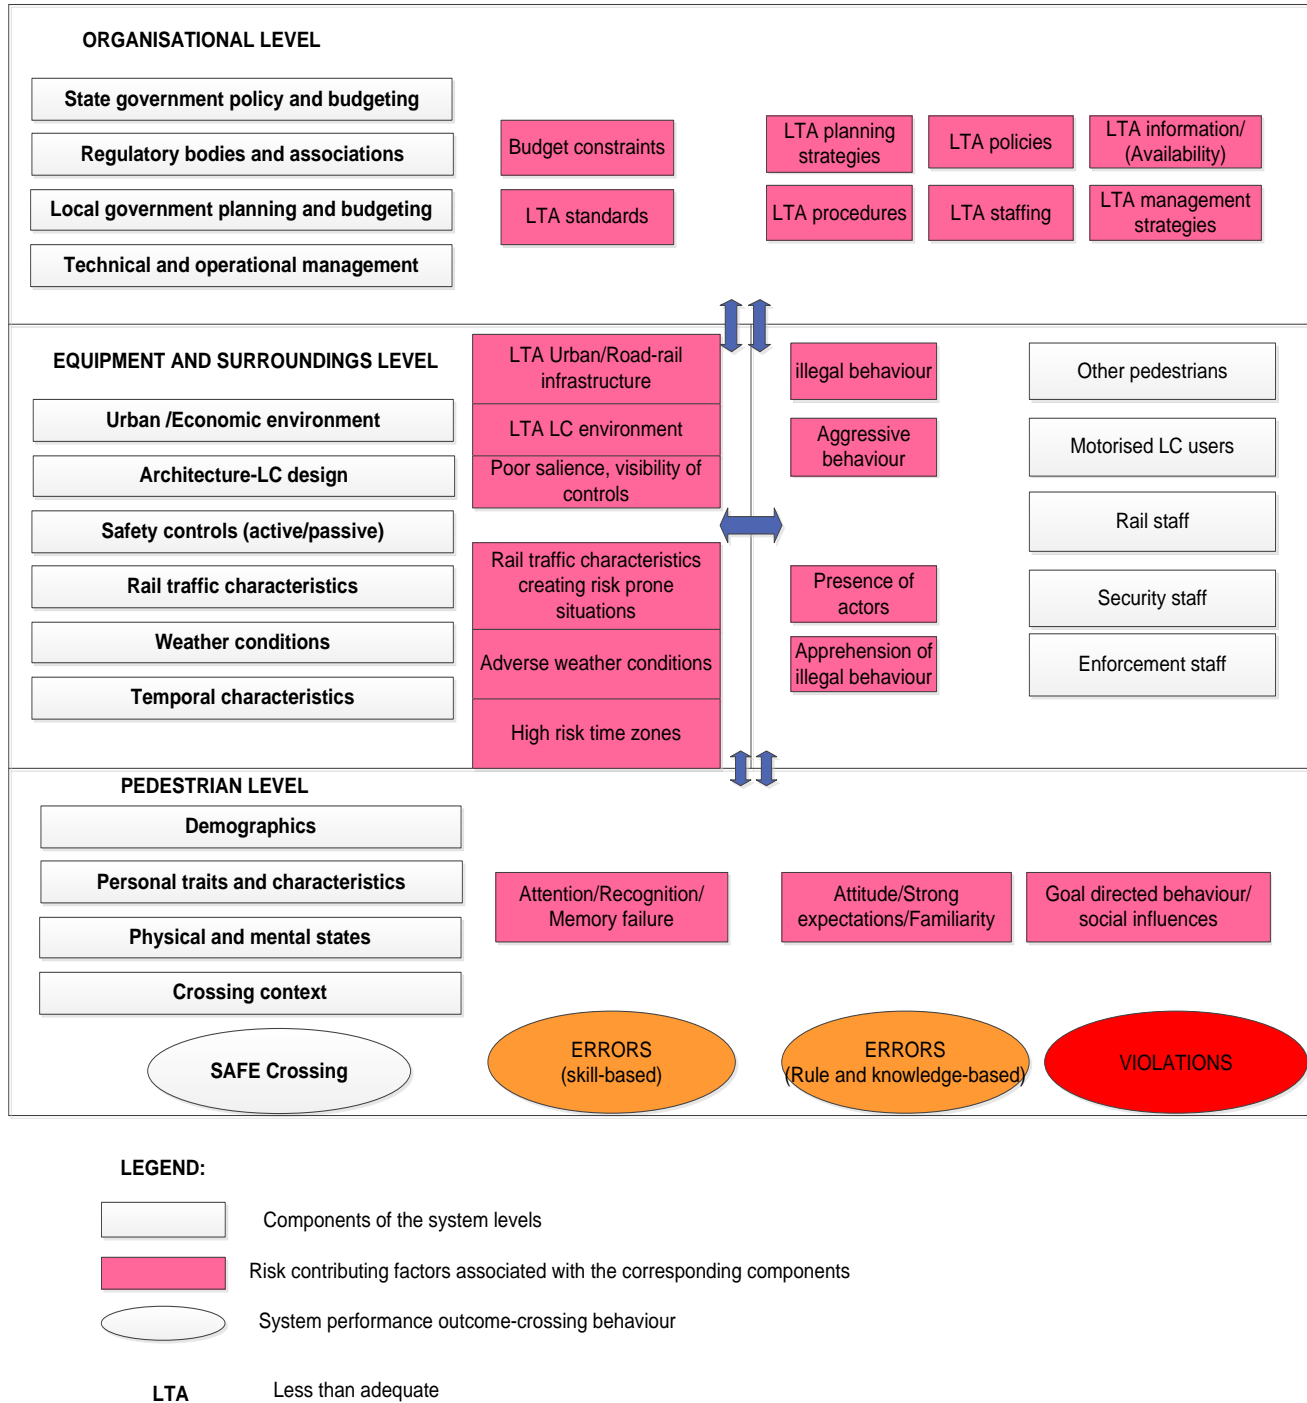 ORGANISATIONAL LEVEL
State government policy and budgeting
Regulatory bodies and associations
Local government planning and budgeting
Technical and operational management
Budget constraints
LTA standards
LTA planning
strategies
LTA policies
LTA information/
(Availability)
LTA procedures
LTA staffing
LTA management
strategies
EQUIPMENT AND SURROUNDINGS LEVEL
Urban /Economic environment
Architecture-LC design
Safety controls (active/passive)
Rail traffic characteristics
Weather conditions
Temporal characteristics
LTA Urban/Road-rail
infrastructure
LTA LC environment
Poor salience, visibility of
controls
Rail traffic characteristics
creating risk prone
situations
Adverse weather conditions
High risk time zones
illegal behaviour
Aggressive
behaviour
Presence of
actors
Apprehension of
illegal behaviour
Other pedestrians
Motorised LC users
Rail staff
Security staff
Enforcement staff
PEDESTRIAN LEVEL
Demographics
Personal traits and characteristics
Physical and mental states
Crossing context
Attention/Recognition/
Memory failure
Attitude/Strong
expectations/Familiarity
Goal directed behaviour/
social influences
SAFE Crossing
ERRORS
(skill-based)
ERRORS
(Rule and knowledge-based)
VIOLATIONS
LEGEND:
Components of the system levels
Risk contributing factors associated with the corresponding components
System performance outcome-crossing behaviour
LTA Less than adequate